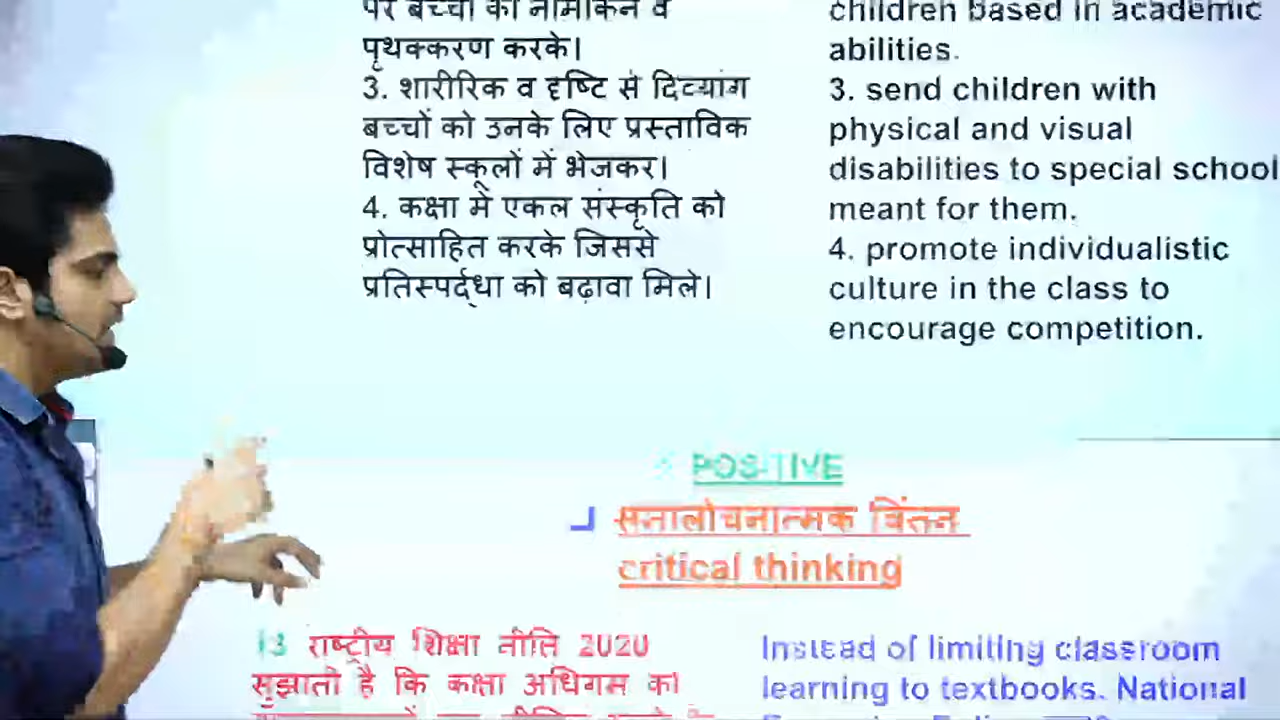 पर बच्चों का नामांकन व
पृथक्करण करके।
3. शारीरिक व दृष्टि से दिव्यांग
बच्चों को उनके लिए प्रस्ताविक
विशेष स्कूलों में भेजकर।
4. कक्षा में एकल संस्कृति को
प्रोत्साहित करके जिससे
प्रतिस्पर्द्धा को बढ़ावा मिले।
children based in academic
abilities.
3. send children with
physical and visual
disabilities to special school
meant for them.
4. promote individualistic
culture in the class to
encourage competition.
POSITIVE
समालोचनात्मक चिंतन
critical thinking
13 राष्ट्रीय शिक्षा नीति 2020
सुझाती है कि कक्षा अधिगम को
Instead of limiting classroom
learning to textbooks. National